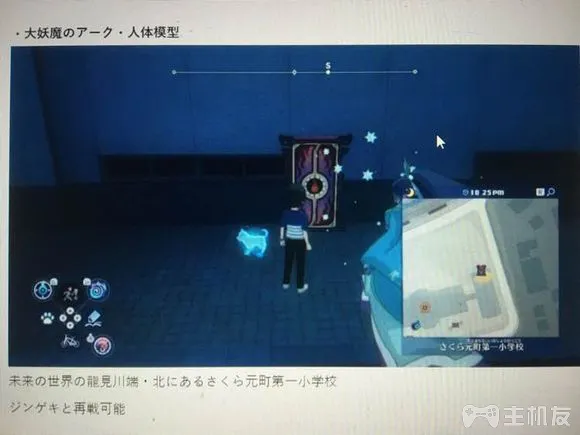 ・大妖魔のアーク・人体模型
S
10 25PM
さくら元町第一小学校
未来の世界の龍見川端・北にあるさくら元町第一小学校
ジンゲキと再戦可能
主机友